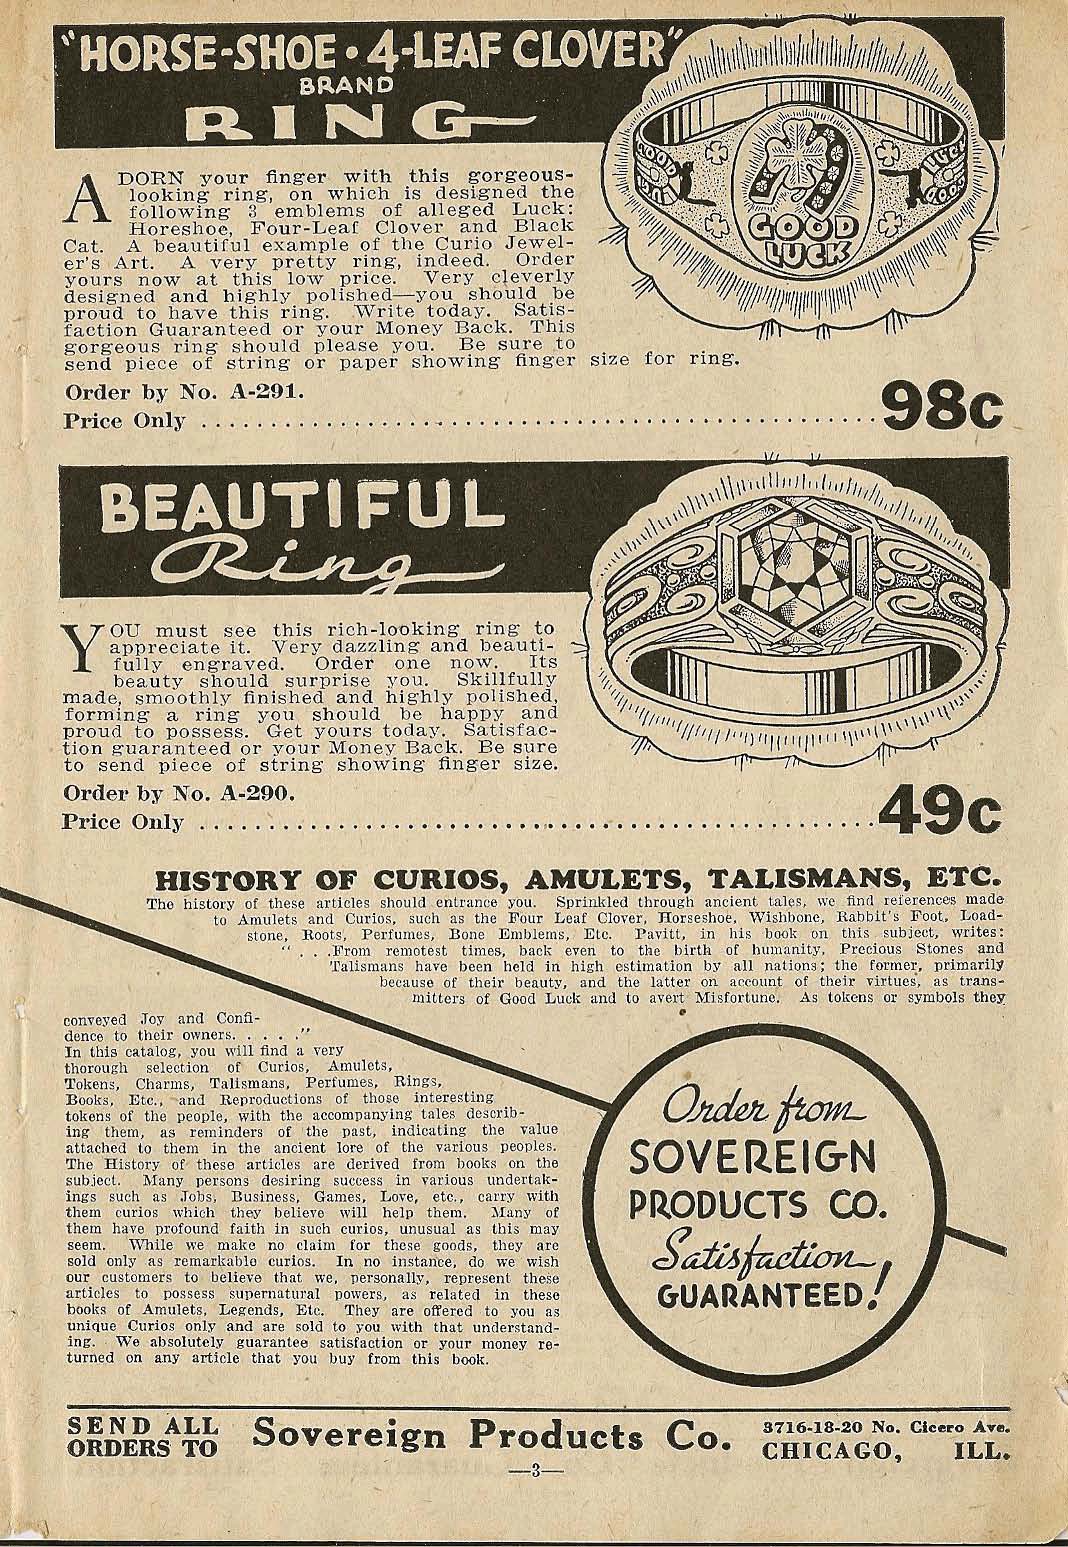 "HORSE-SHOE • 4-LEAF CLOVER"
BRAND
RING
GOOD LUCK
GOOD
LUCK
ADORN your finger with this gorgeous-
looking ring, on which is designed the
following 3 emblems of alleged Luck:
Horeshoe, Four-Leaf Clover and Black
Cat. A beautiful example of the Curio Jewel-
er's Art. A very pretty ring, indeed. Order
yours now at this low price. Very cleverly
designed and highly polished—you should be
proud to have this ring. Write today. Satis-
faction Guaranteed or your Money Back. This
gorgeous ring should please you. Be sure to
send piece of string or paper showing finger size for ring.
Order by No. A-291.
Price Only ........................................ 98c
BEAUTIFUL
Ring
YOU must see this rich-looking ring to
appreciate it. Very dazzling and beauti-
fully engraved. Order one now. Its
beauty should surprise you. Skillfully
made, smoothly finished and highly polished,
forming a ring you should be happy and
proud to possess. Get yours today. Satisfac-
tion guaranteed or your Money Back. Be sure
to send piece of string showing finger size.
Order by No. A-290.
Price Only ........................................ 49c
HISTORY OF CURIOS, AMULETS, TALISMANS, ETC.
The history of these articles should entrance you. Sprinkled through ancient tales, we find references made
to Amulets and Curios, such as the Four Leaf Clover, Horseshoe, Wishbone, Rabbit's Foot, Load-
stone, Roots, Perfumes, Bone Emblems, Etc. Pavitt, in his book on this subject, writes:
". . .From remotest times, back even to the birth of humanity, Precious Stones and
Talismans have been held in high estimation by all nations; the former, primarily
because of their beauty, and the latter on account of their virtues, as trans-
mitters of Good Luck and to avert Misfortune. As tokens or symbols they
conveyed Joy and Confi-
dence to their owners. . . . ."
In this catalog, you will find a very
thorough selection of Curios, Amulets,
Tokens, Charms, Talismans, Perfumes, Rings,
Books, Etc., and Reproductions of those interesting
tokens of the people, with the accompanying tales describ-
ing them, as reminders of the past, indicating the value
attached to them in the ancient lore of the various peoples.
The History of these articles are derived from books on the
subject. Many persons desiring success in various undertak-
ings such as Jobs, Business, Games, Love, etc., carry with
them curios which they believe will help them. Many of
them have profound faith in such curios, unusual as this may
seem. While we make no claim for these goods, they are
sold only as remarkable curios. In no instance, do we wish
our customers to believe that we, personally, represent these
articles to possess supernatural powers, as related in these
books of Amulets, Legends, Etc. They are offered to you as
unique Curios only and are sold to you with that understand-
ing. We absolutely guarantee satisfaction or your money re-
turned on any article that you buy from this book.
Order from
SOVEREIGN
PRODUCTS CO.
Satisfaction
GUARANTEED!
SEND ALL
ORDERS TO
Sovereign Products Co.
3716-18-20 No. Cicero Ave.
CHICAGO, ILL.
—3—